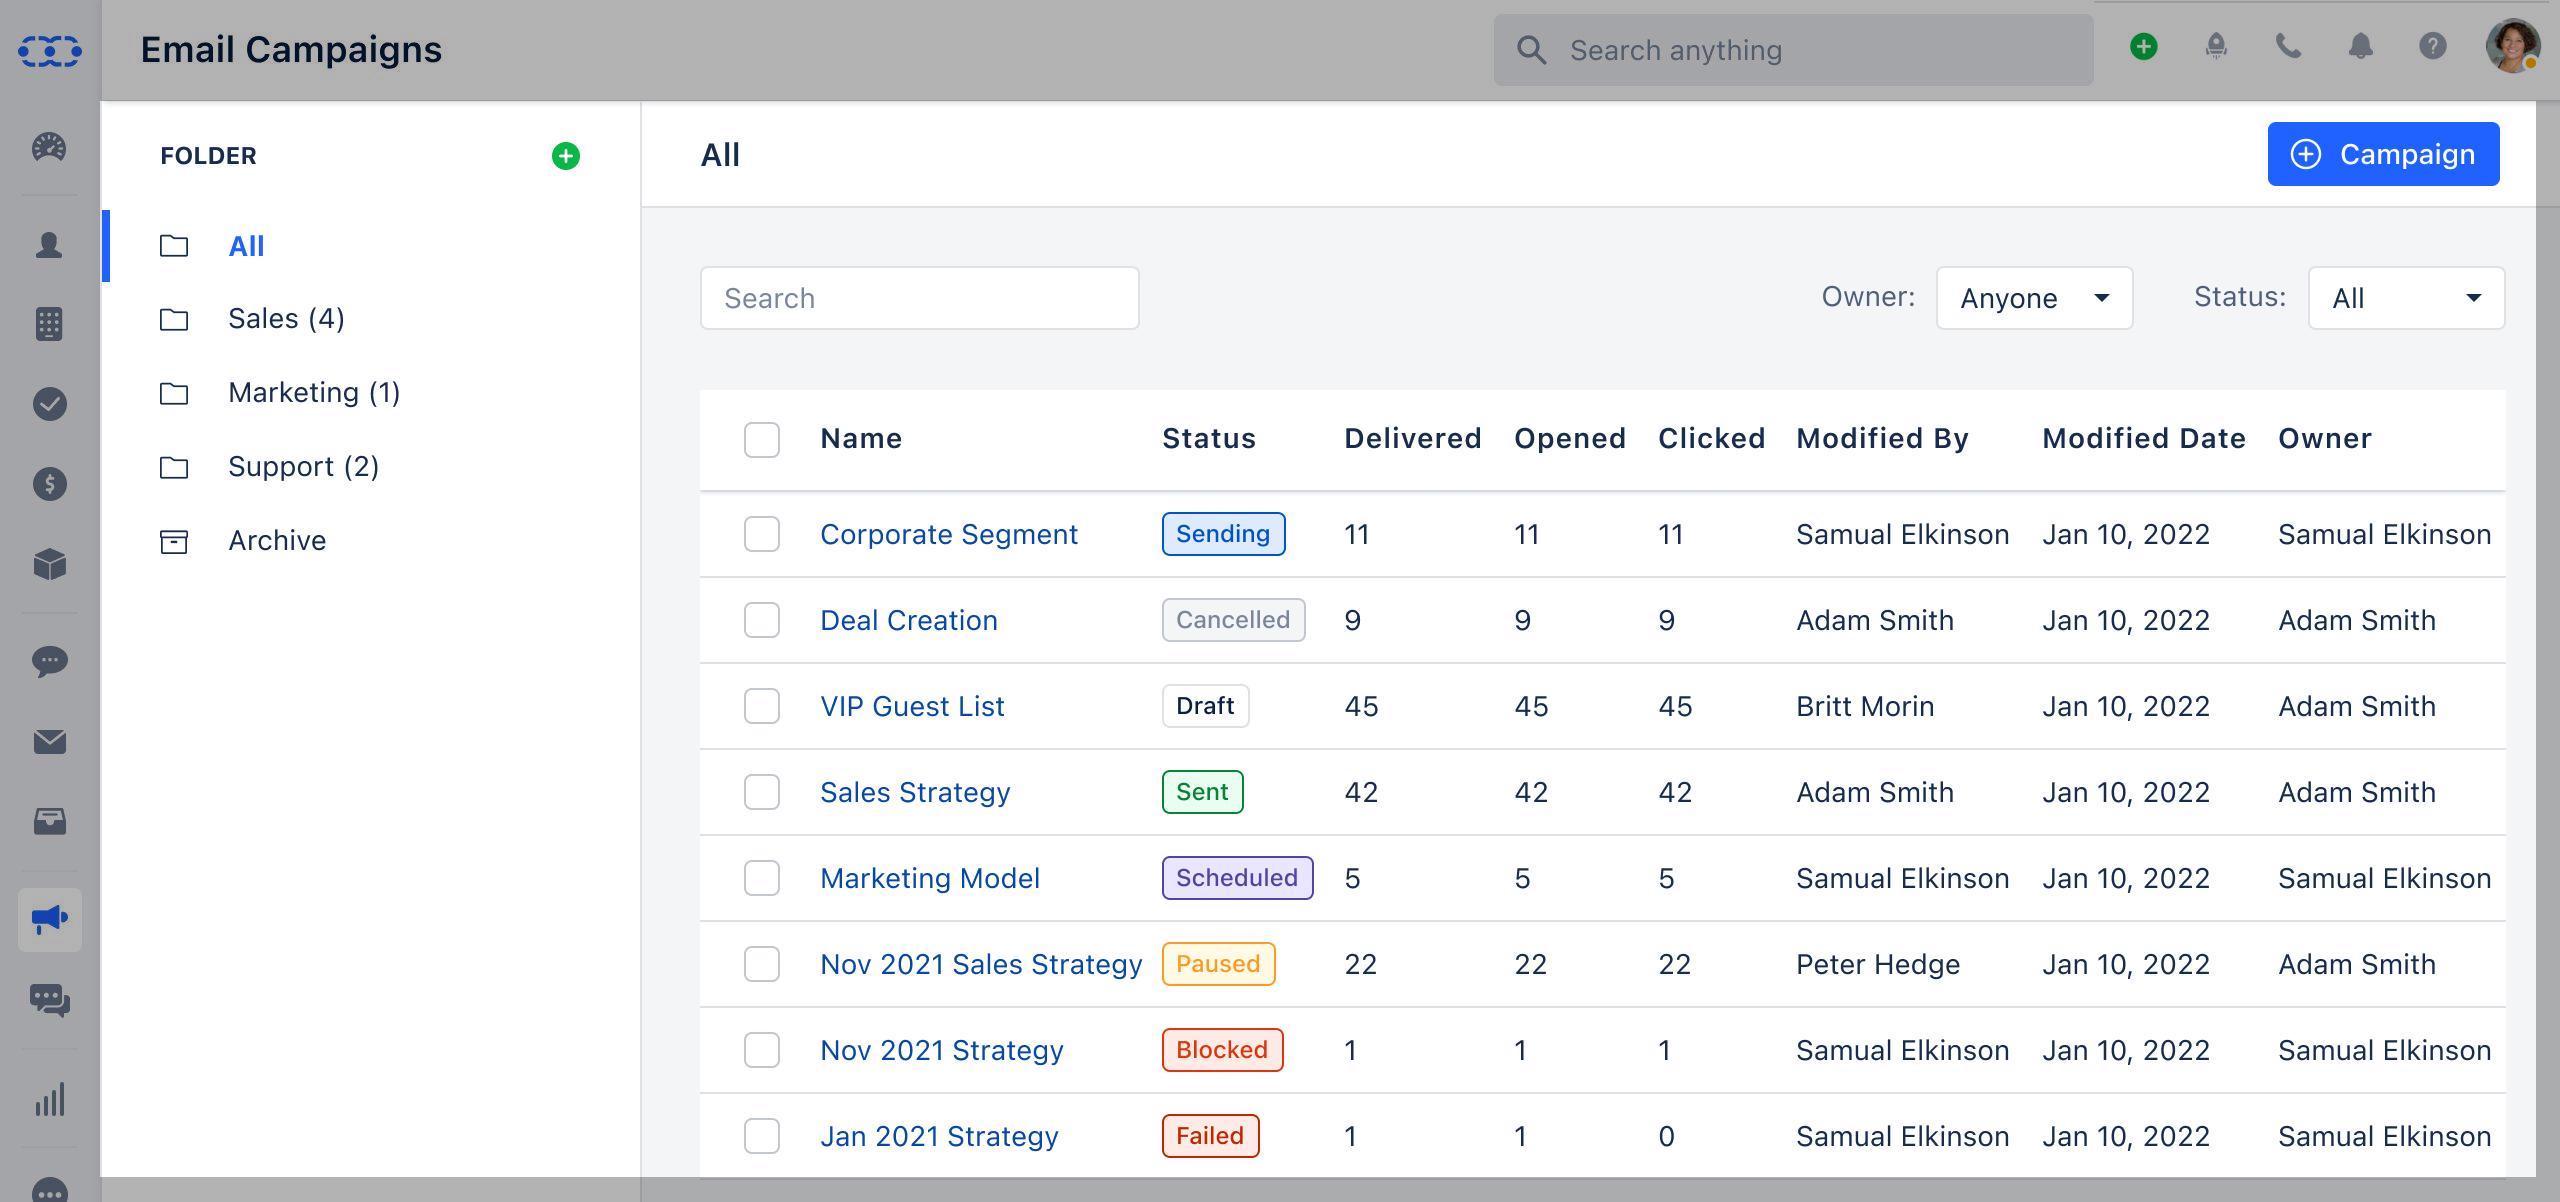 Email Campaigns
Search anything
FOLDER
All
Sales (4)
Marketing (1)
Support (2)
Archive
All
Campaign
Search
Owner: Anyone Status: All
Name Status Delivered Opened Clicked Modified By Modified Date Owner
Corporate Segment Sending 11 11 11 Samual Elkinson Jan 10, 2022 Samual Elkinson
Deal Creation Cancelled 9 9 9 Adam Smith Jan 10, 2022 Adam Smith
VIP Guest List Draft 45 45 45 Britt Morin Jan 10, 2022 Adam Smith
Sales Strategy Sent 42 42 42 Adam Smith Jan 10, 2022 Adam Smith
Marketing Model Scheduled 5 5 5 Samual Elkinson Jan 10, 2022 Samual Elkinson
Nov 2021 Sales Strategy Paused 22 22 22 Peter Hedge Jan 10, 2022 Adam Smith
Nov 2021 Strategy Blocked 1 1 1 Samual Elkinson Jan 10, 2022 Samual Elkinson
Jan 2021 Strategy Failed 1 1 0 Samual Elkinson Jan 10, 2022 Samual Elkinson